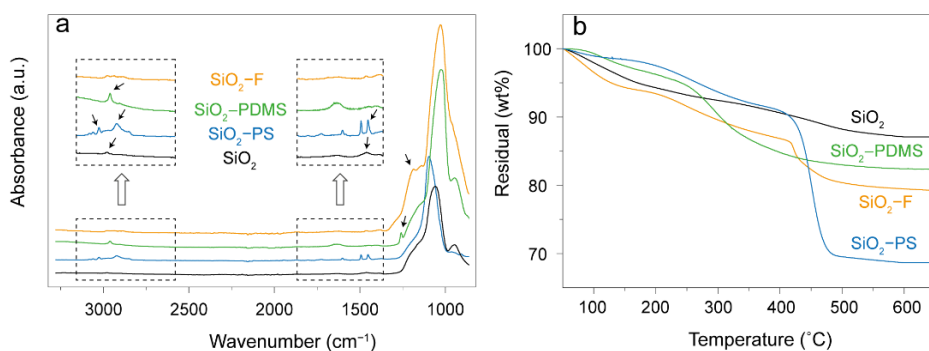 a
Absorbance (a.u.)
SiO₂−F
SiO₂−PDMS
SiO₂−PS
SiO₂
3000
2500
2000
1500
1000
Wavenumber (cm⁻¹)
b
Residual (wt%)
100
90
80
70
SiO₂
SiO₂−PDMS
SiO₂−F
SiO₂−PS
100
200
300
400
500
600
Temperature (˚C)